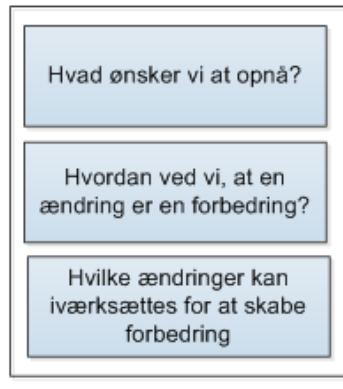 Hvad ønsker vi at opnå?
Hvordan ved vi, at en
ændring er en forbedring?
Hvilke ændringer kan
iværksættes for at skabe
forbedring